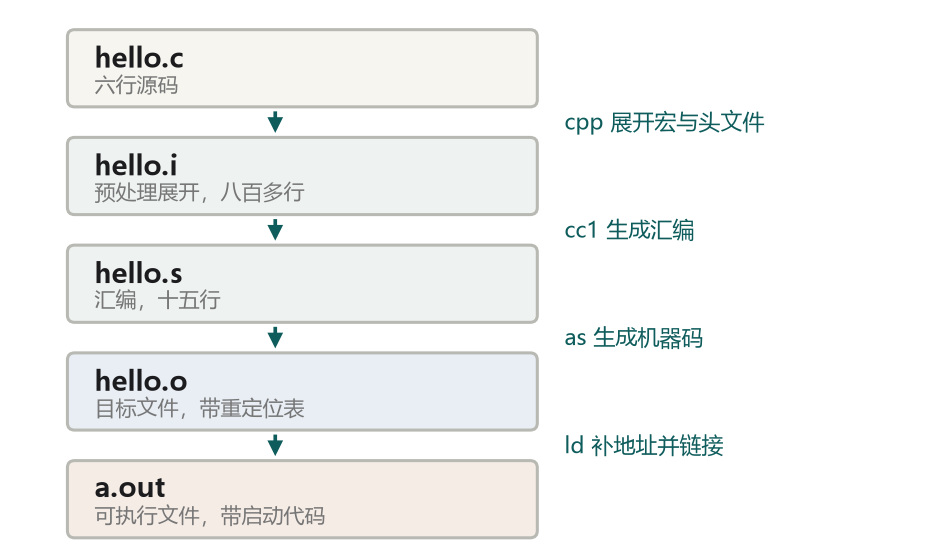 hello.c
六行源码
cpp 展开宏与头文件
hello.i
预处理展开，八百多行
cc1 生成汇编
hello.s
汇编，十五行
as 生成机器码
hello.o
目标文件，带重定位表
ld 补地址并链接
a.out
可执行文件，带启动代码